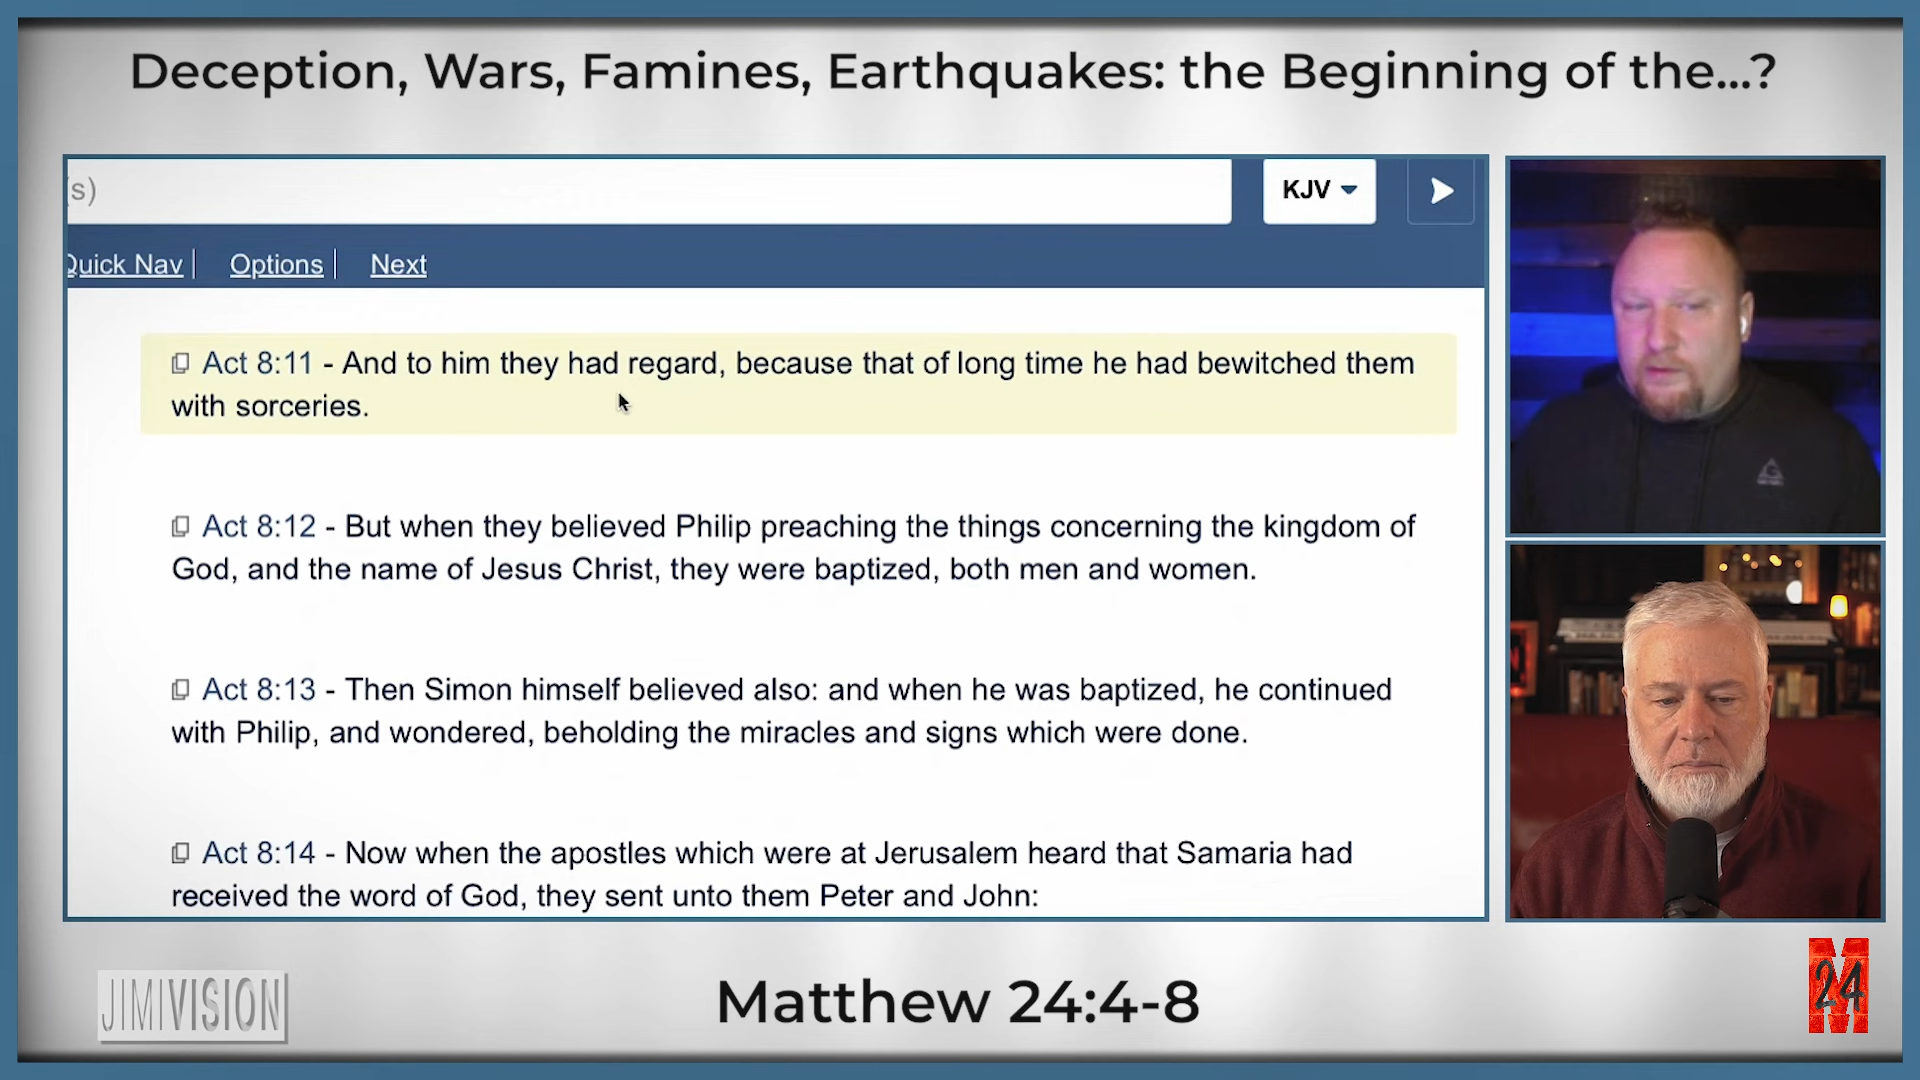 Deception, Wars, Famines, Earthquakes: the Beginning of the...?
(s)
KJV
Quick Nav
Options
Next
Act 8:11 - And to him they had regard, because that of long time he had bewitched them
with sorceries.
Act 8:12 - But when they believed Philip preaching the things concerning the kingdom of
God, and the name of Jesus Christ, they were baptized, both men and women.
Act 8:13 - Then Simon himself believed also: and when he was baptized, he continued
with Philip, and wondered, beholding the miracles and signs which were done.
Act 8:14 - Now when the apostles which were at Jerusalem heard that Samaria had
received the word of God, they sent unto them Peter and John:
JIMIVISION
Matthew 24:4-8
M
24